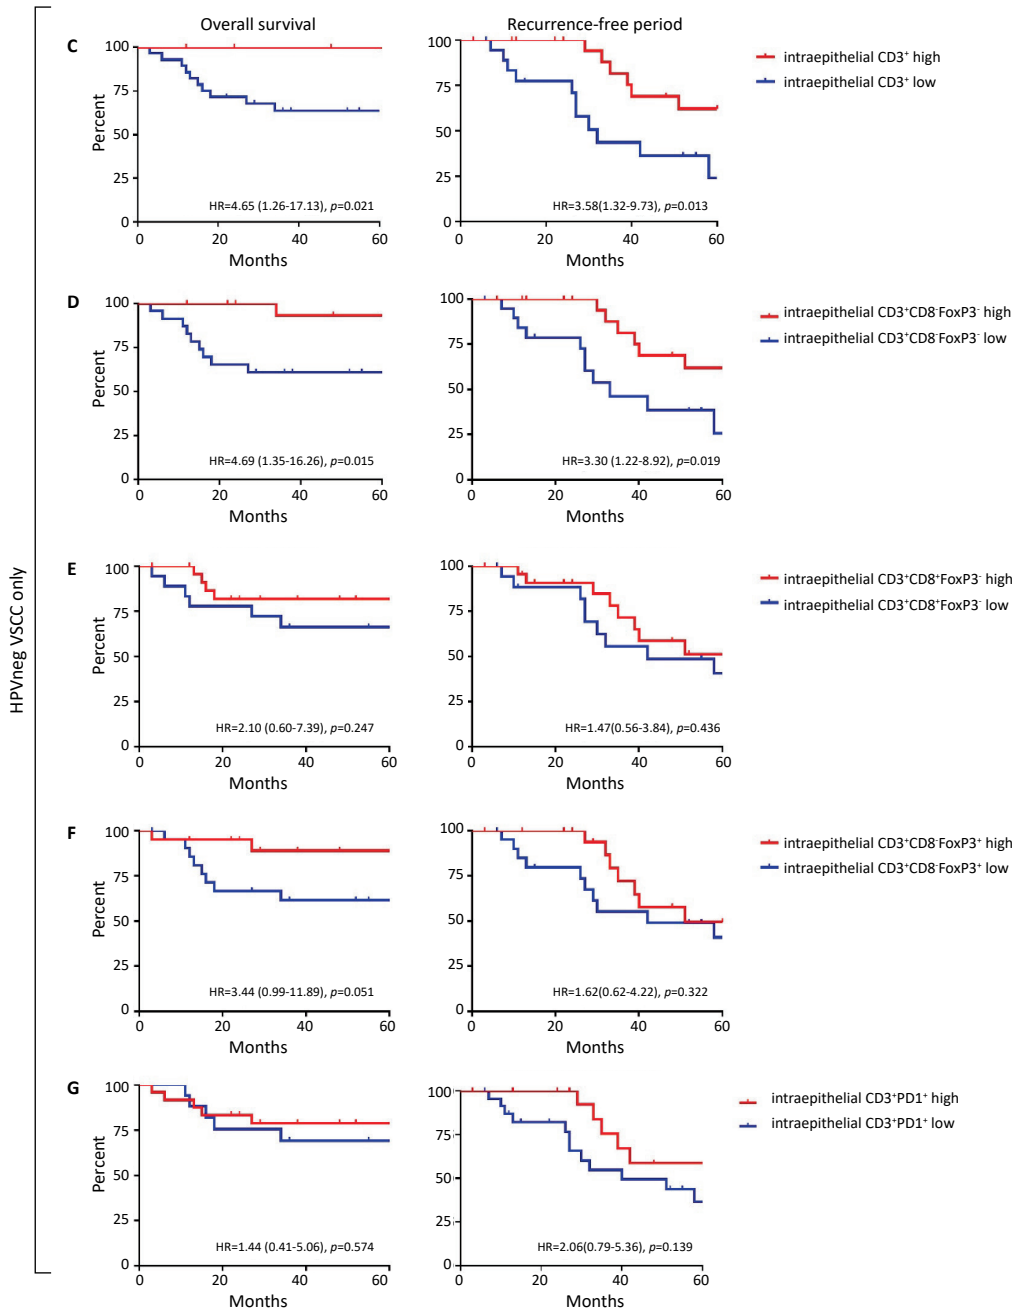 Overall survival
Recurrence-free period
HPVneg VSCC only
C
100
75
50
25
0
Percent
0 20 40 60
Months
HR=4.65 (1.26-17.13), p=0.021
100
75
50
25
0
0 20 40 60
Months
HR=3.58(1.32-9.73), p=0.013
intraepithelial CD3⁺ high
intraepithelial CD3⁺ low
D
100
75
50
25
0
Percent
0 20 40 60
Months
HR=4.69 (1.35-16.26), p=0.015
100
75
50
25
0
0 20 40 60
Months
HR=3.30 (1.22-8.92), p=0.019
intraepithelial CD3⁺CD8⁻FoxP3⁻ high
intraepithelial CD3⁺CD8⁻FoxP3⁻ low
E
100
75
50
25
0
Percent
0 20 40 60
Months
HR=2.10 (0.60-7.39), p=0.247
100
75
50
25
0
0 20 40 60
Months
HR=1.47(0.56-3.84), p=0.436
intraepithelial CD3⁺CD8⁺FoxP3⁻ high
intraepithelial CD3⁺CD8⁺FoxP3⁻ low
F
100
75
50
25
0
Percent
0 20 40 60
Months
HR=3.44 (0.99-11.89), p=0.051
100
75
50
25
0
0 20 40 60
Months
HR=1.62(0.62-4.22), p=0.322
intraepithelial CD3⁺CD8⁻FoxP3⁺ high
intraepithelial CD3⁺CD8⁻FoxP3⁺ low
G
100
75
50
25
0
Percent
0 20 40 60
Months
HR=1.44 (0.41-5.06), p=0.574
100
75
50
25
0
0 20 40 60
Months
HR=2.06(0.79-5.36), p=0.139
intraepithelial CD3⁺PD1⁺ high
intraepithelial CD3⁺PD1⁺ low